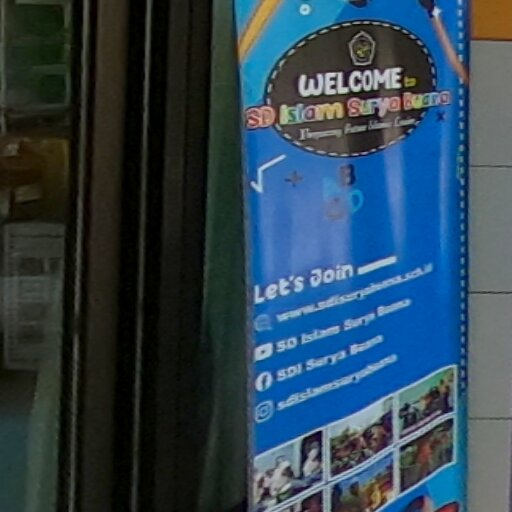 WELCOME to
SD Islam Surya Buana
Let's Join
www.sdisuryabuana.sch.id
SD Islam Surya Buana
SDI Surya Buana
sdislamsuryabuana